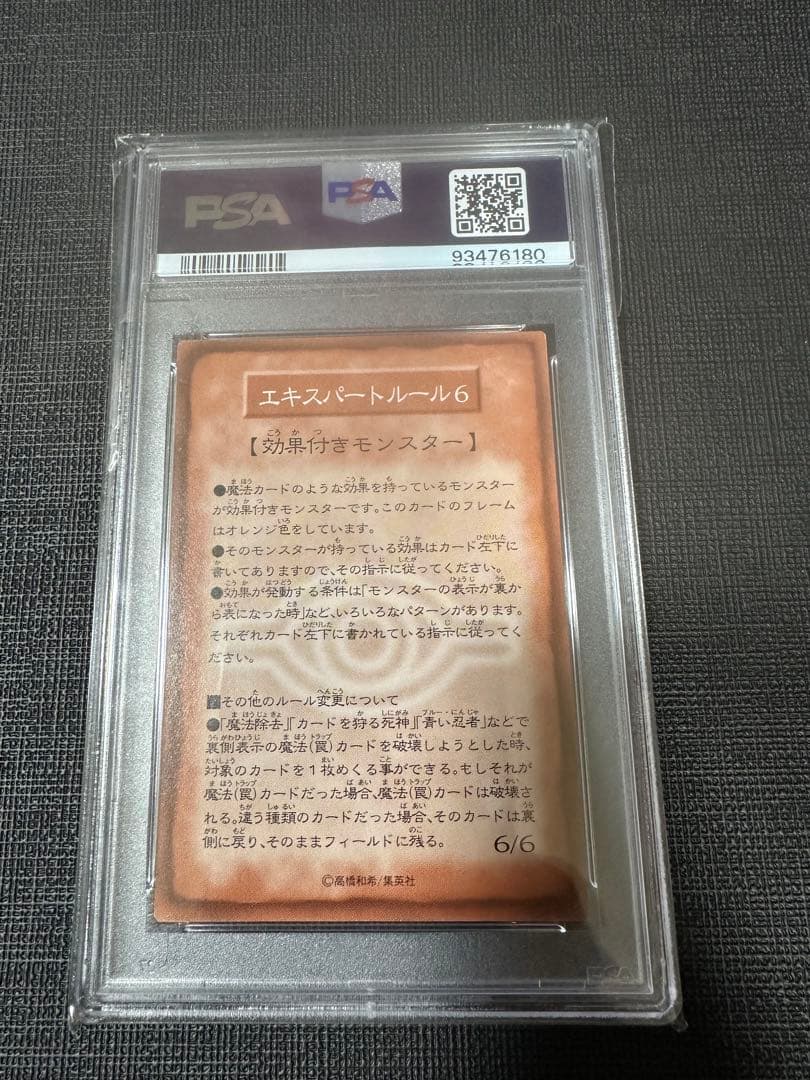 PSA
PSA
93476180
エキスパートルール6
【効果付きモンスター】
●魔法カードのような効果を持っているモンスター
が効果付きモンスターです。このカードのフレーム
はオレンジ色をしています。
●そのモンスターが持っている効果はカード左下に
書いてありますので、その指示に従ってください。
●効果が発動する条件は「モンスターの表示が裏か
ら表になった時」など、いろいろなパターンがあります。
それぞれカード左下に書かれている指示に従ってく
ださい。
その他のルール変更について
●「魔法除去」「カードを狩る死神」「青い忍者」などで
裏側表示の魔法(罠)カードを破壊しようとした時、
対象のカードを1枚めくる事ができる。もしそれが
魔法(罠)カードだった場合、魔法(罠)カードは破壊さ
れる。違う種類のカードだった場合、そのカードは裏
側に戻り、そのままフィールドに残る。
6/6
©高橋和希/集英社
PSA